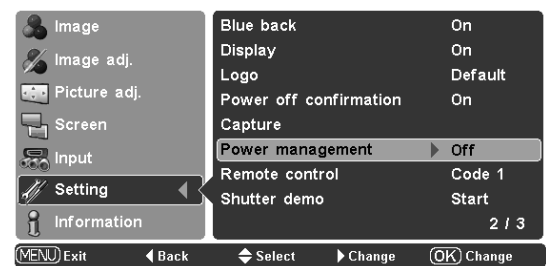 Image
Image adj.
Picture adj.
Screen
Input
Setting
Information
Blue back On
Display On
Logo Default
Power off confirmation On
Capture
Power management Off
Remote control Code 1
Shutter demo Start
2 / 3
MENU Exit Back Select Change OK Change